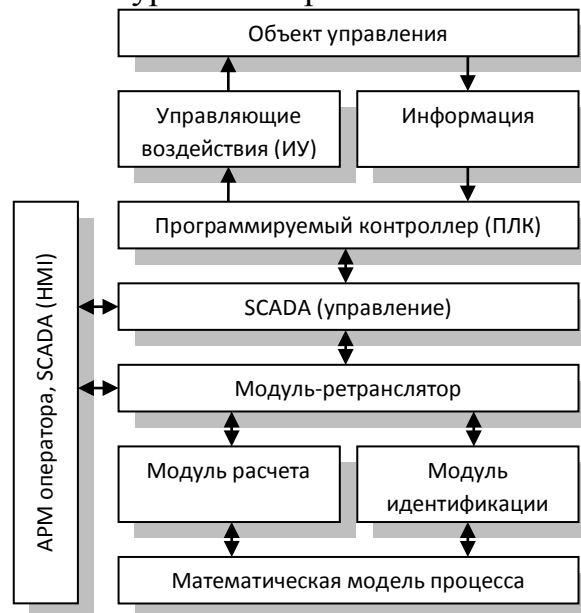 Объект управления
Управляющие
воздействия (ИУ)
Информация
Программируемый контроллер (ПЛК)
АРМ оператора, SCADA (HMI)
SCADA (управление)
Модуль-ретранслятор
Модуль расчета
Модуль
идентификации
Математическая модель процесса